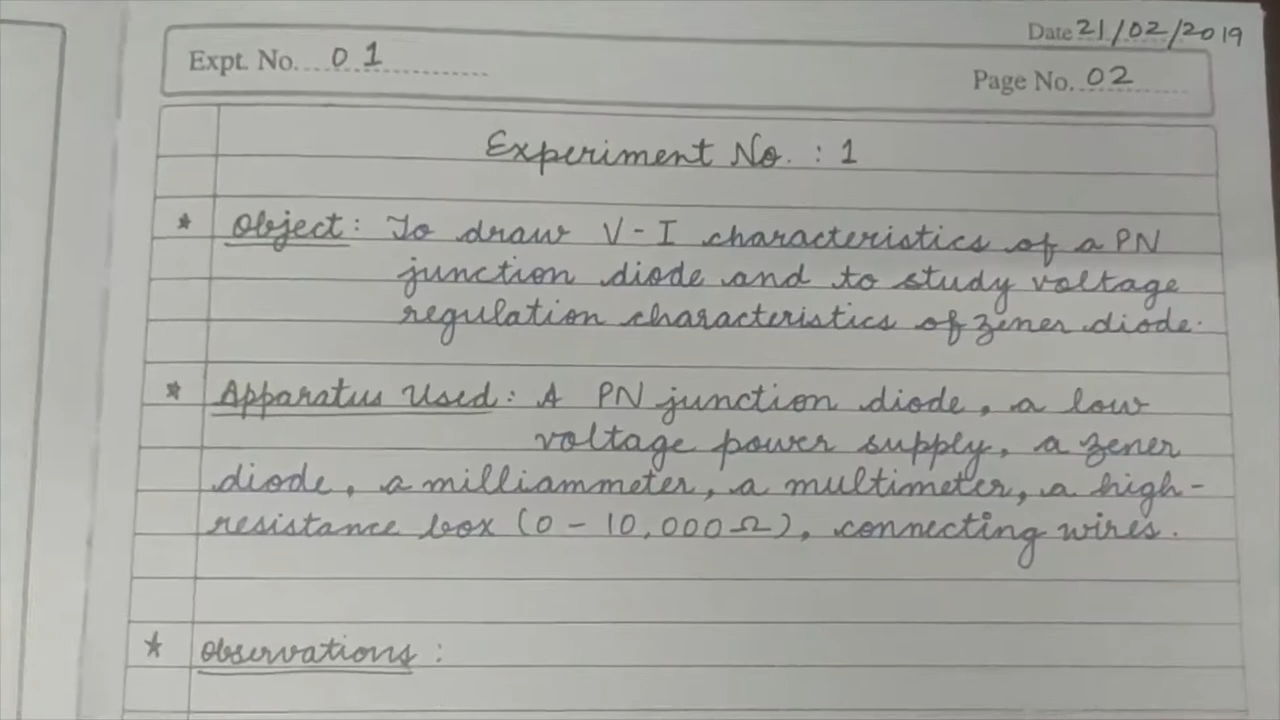 Date 21/02/2019
Expt. No. 01
Page No. 02
Experiment No. : 1
* Object: To draw V-I characteristics of a PN
junction diode and to study voltage
regulation characteristics of zener diode.
* Apparatus Used: A PN junction diode, a low
voltage power supply, a zener
diode, a milliammeter, a multimeter, a high-
resistance box (0 - 10,000Ω), connecting wires.
* Observations: